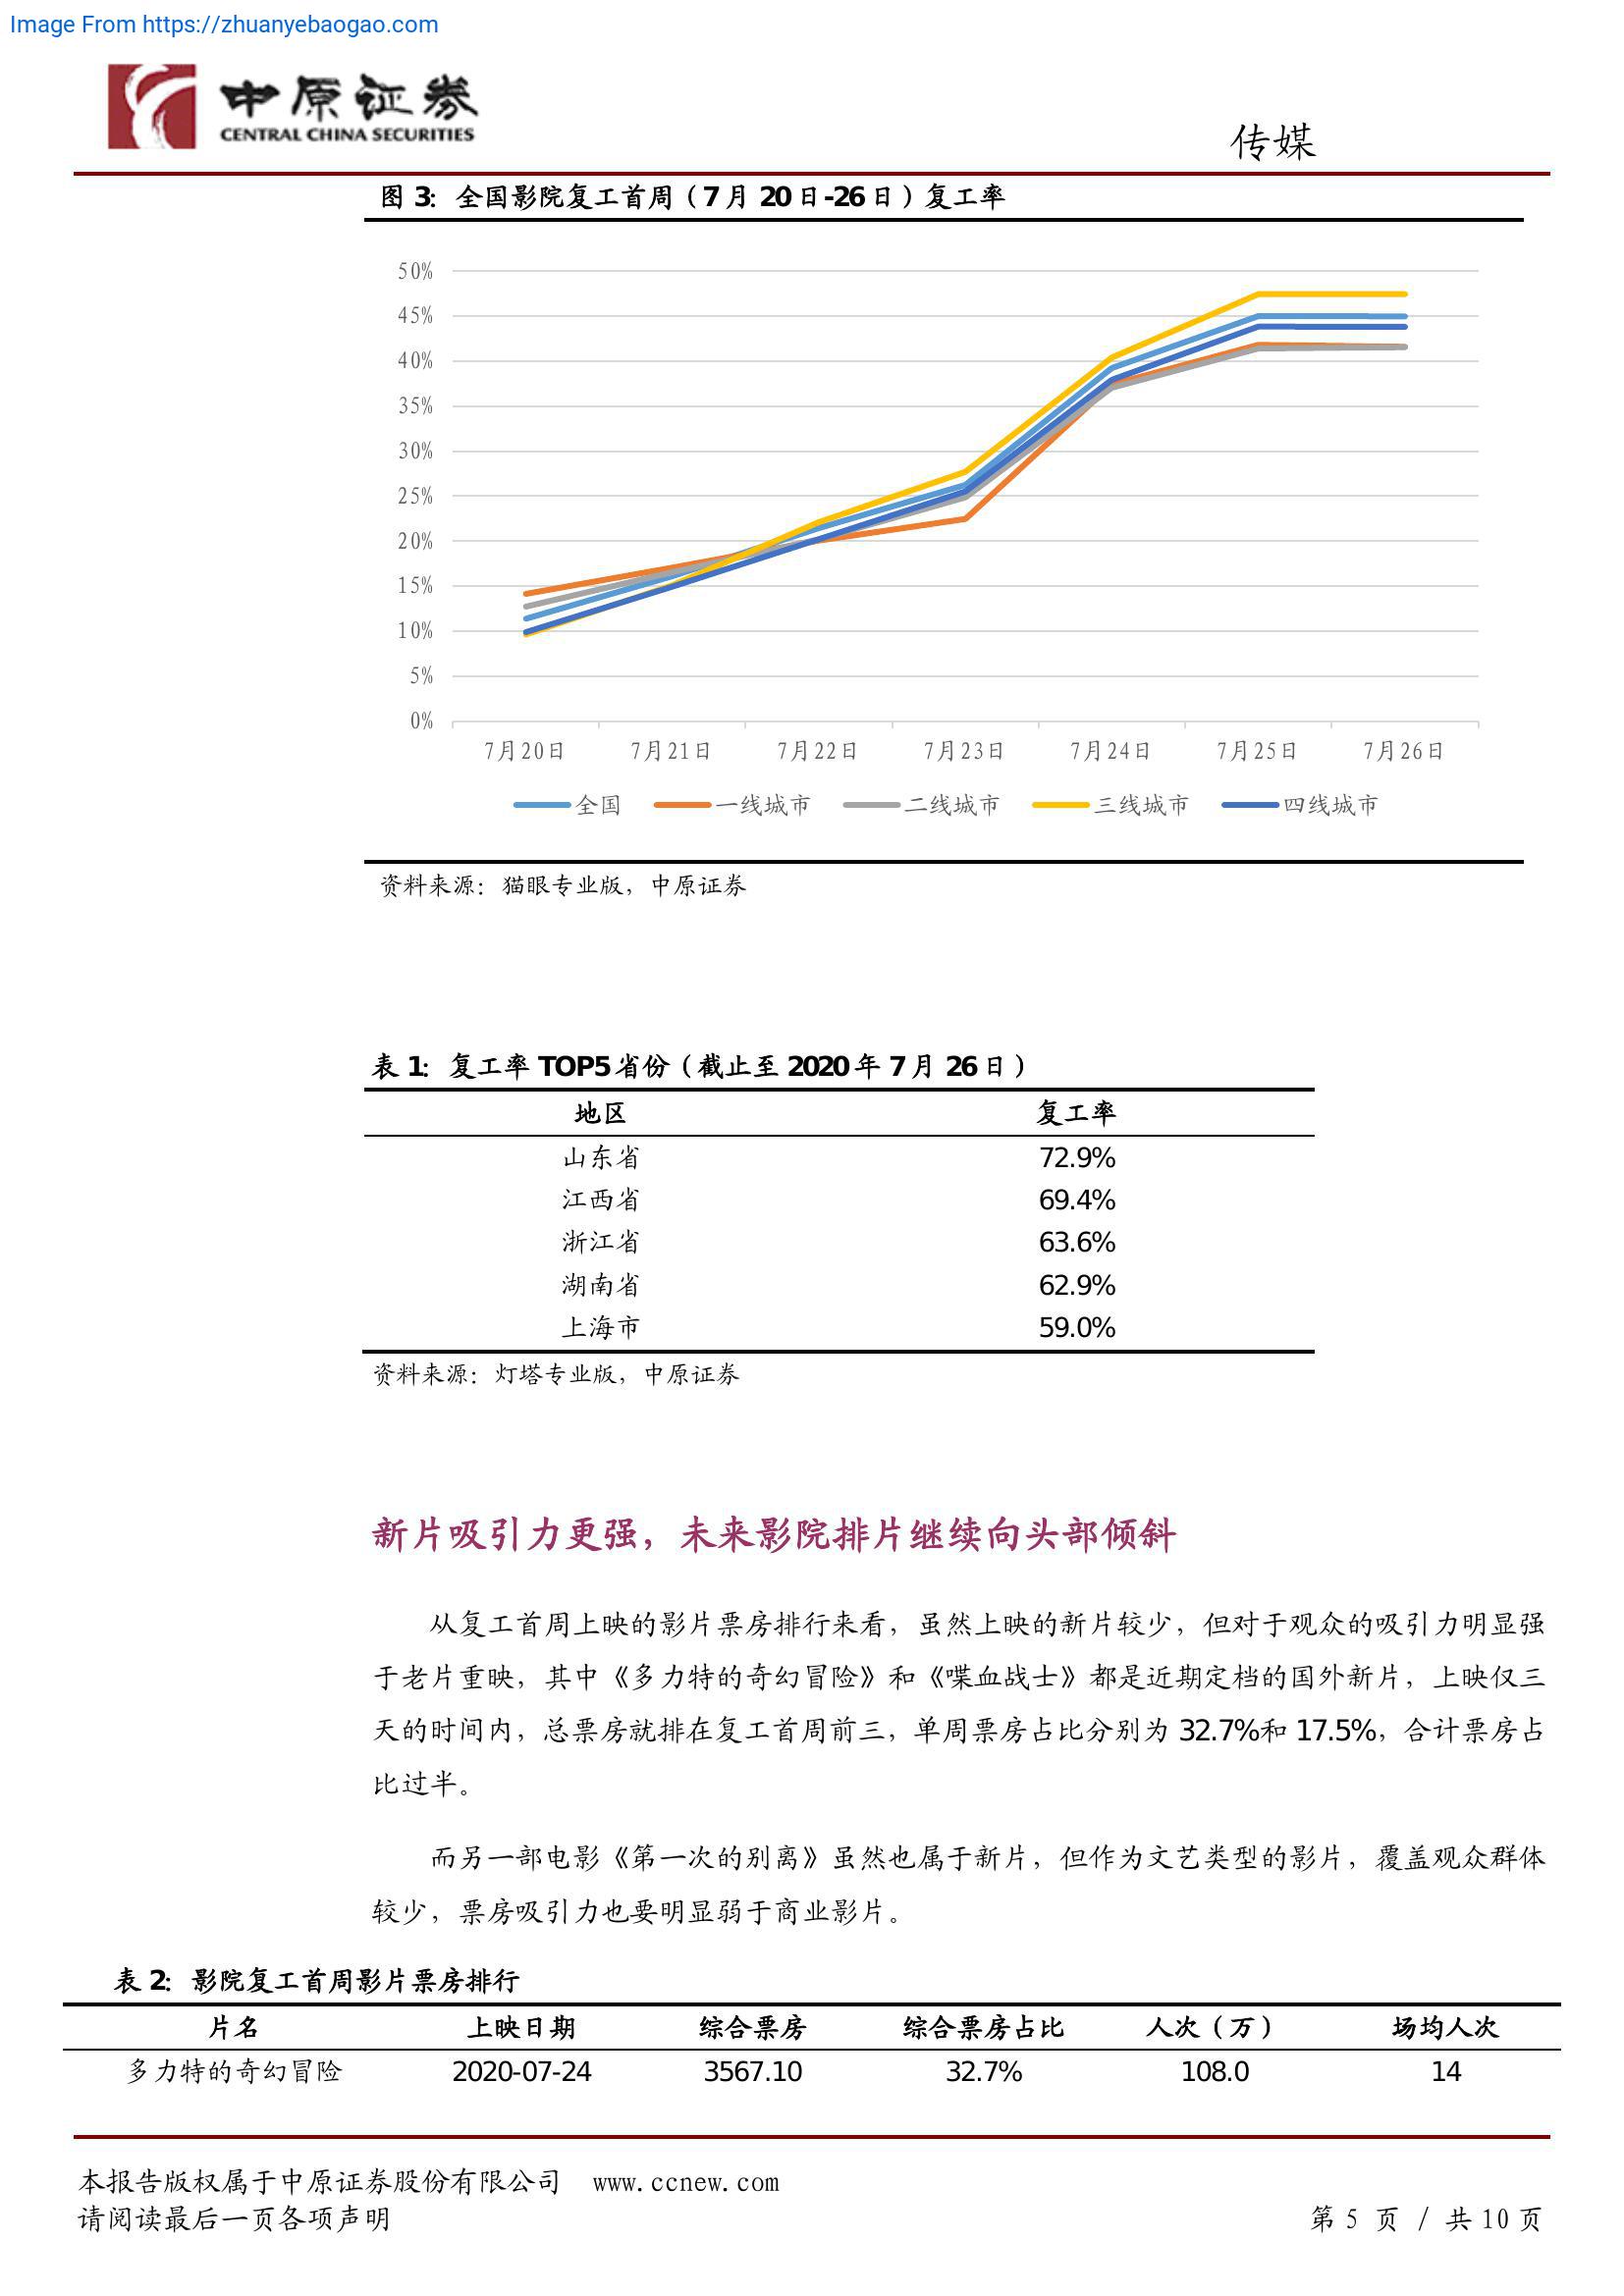 Image From https://zhuanyebaogao.com
中原证券
CENTRAL CHINA SECURITIES
传媒
图 3：全国影院复工首周（7 月 20 日-26 日）复工率
50%
45%
40%
35%
30%
25%
20%
15%
10%
5%
0%
7月20日 7月21日 7月22日 7月23日 7月24日 7月25日 7月26日
全国 一线城市 二线城市 三线城市 四线城市
资料来源：猫眼专业版，中原证券
表 1：复工率 TOP5 省份（截止至 2020 年 7 月 26 日）
地区 复工率
山东省 72.9%
江西省 69.4%
浙江省 63.6%
湖南省 62.9%
上海市 59.0%
资料来源：灯塔专业版，中原证券
新片吸引力更强，未来影院排片继续向头部倾斜
从复工首周上映的影片票房排行来看，虽然上映的新片较少，但对于观众的吸引力明显强
于老片重映，其中《多力特的奇幻冒险》和《喋血战士》都是近期定档的国外新片，上映仅三
天的时间内，总票房就排在复工首周前三，单周票房占比分别为 32.7%和 17.5%，合计票房占
比过半。
而另一部电影《第一次的别离》虽然也属于新片，但作为文艺类型的影片，覆盖观众群体
较少，票房吸引力也要明显弱于商业影片。
表 2：影院复工首周影片票房排行
片名 上映日期 综合票房 综合票房占比 人次（万） 场均人次
多力特的奇幻冒险 2020-07-24 3567.10 32.7% 108.0 14
本报告版权属于中原证券股份有限公司 www.ccnew.com
请阅读最后一页各项声明 第 5 页 / 共 10 页